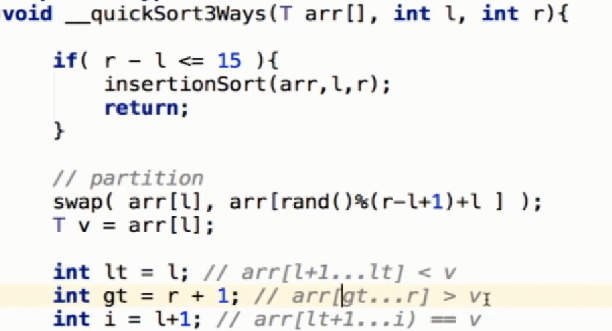 void __quickSort3Ways(T arr[], int l, int r){
if( r - l <= 15 ){
insertionSort(arr,l,r);
return;
}
// partition
swap( arr[l], arr[rand()%(r-l+1)+l ] );
T v = arr[l];
int lt = l; // arr[l+1...lt] < v
int gt = r + 1; // arr[gt...r] > v
int i = l+1; // arr[lt+1...i) == v